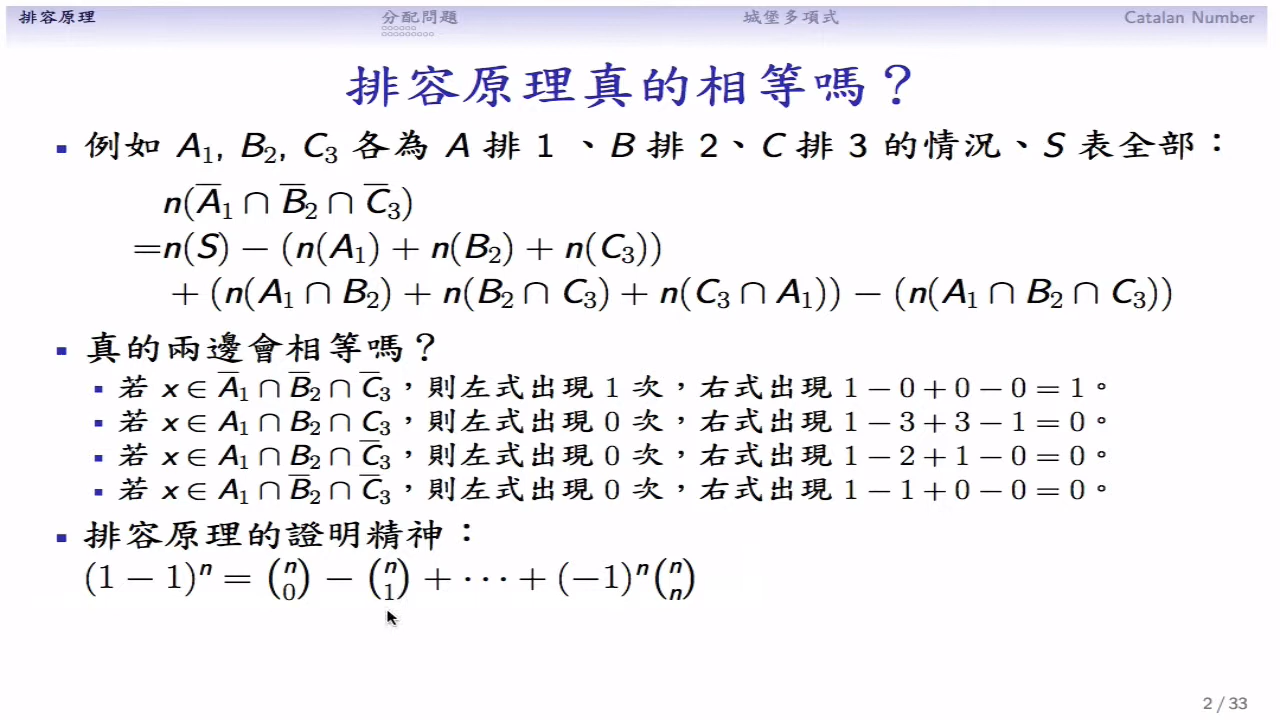 排容原理 分配問題 城堡多項式 Catalan Number
排容原理真的相等嗎？
▪ 例如 A₁, B₂, C₃ 各為 A 排 1 、B 排 2、C 排 3 的情況、S 表全部：
n(A̅₁ ∩ B̅₂ ∩ C̅₃)
=n(S) − (n(A₁) + n(B₂) + n(C₃))
+ (n(A₁ ∩ B₂) + n(B₂ ∩ C₃) + n(C₃ ∩ A₁)) − (n(A₁ ∩ B₂ ∩ C₃))
▪ 真的兩邊會相等嗎？
▪ 若 x ∈ A̅₁ ∩ B̅₂ ∩ C̅₃，則左式出現 1 次，右式出現 1 − 0 + 0 − 0 = 1。
▪ 若 x ∈ A₁ ∩ B₂ ∩ C₃，則左式出現 0 次，右式出現 1 − 3 + 3 − 1 = 0。
▪ 若 x ∈ A₁ ∩ B₂ ∩ C̅₃，則左式出現 0 次，右式出現 1 − 2 + 1 − 0 = 0。
▪ 若 x ∈ A₁ ∩ B̅₂ ∩ C̅₃，則左式出現 0 次，右式出現 1 − 1 + 0 − 0 = 0。
▪ 排容原理的證明精神：
(1 − 1)ⁿ = (n 0) − (n 1) + ⋯ + (−1)ⁿ(n n)
2 / 33